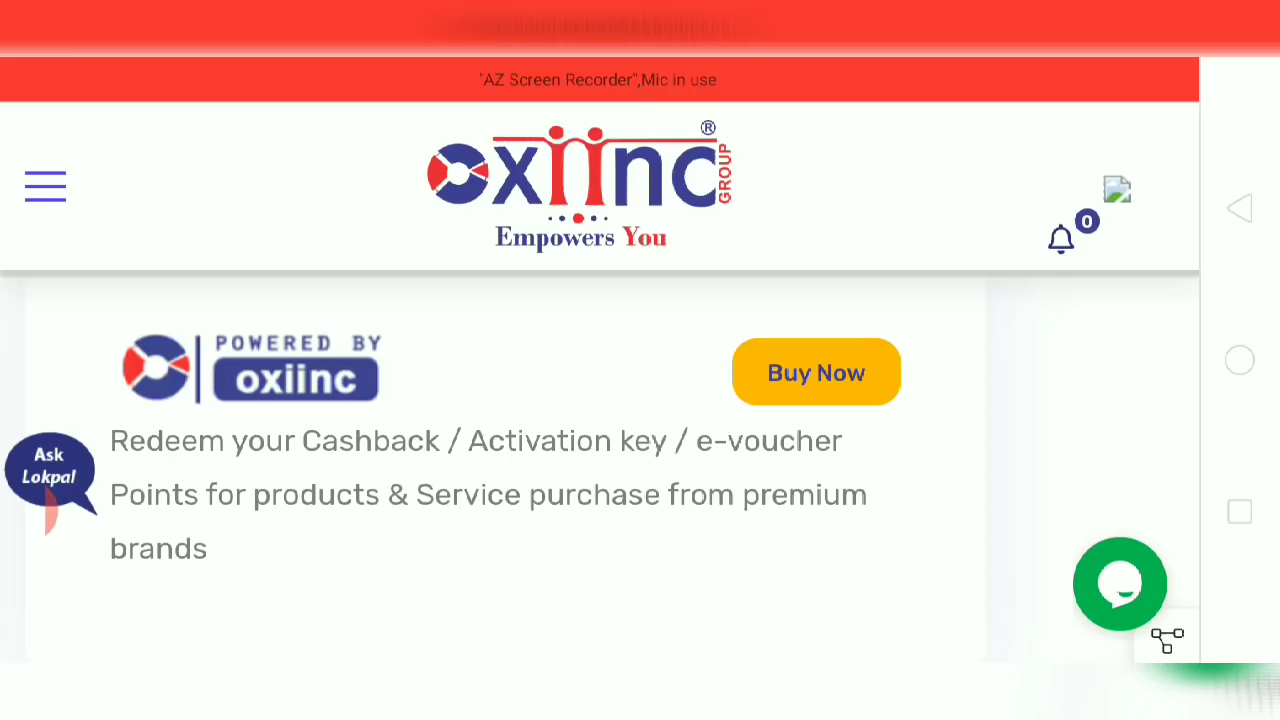 "AZ Screen Recorder",Mic in use
oxiinc®
GROUP
Empowers You
0
POWERED BY
oxiinc
Buy Now
Redeem your Cashback / Activation key / e-voucher
Points for products & Service purchase from premium
brands
Ask
Lokpal